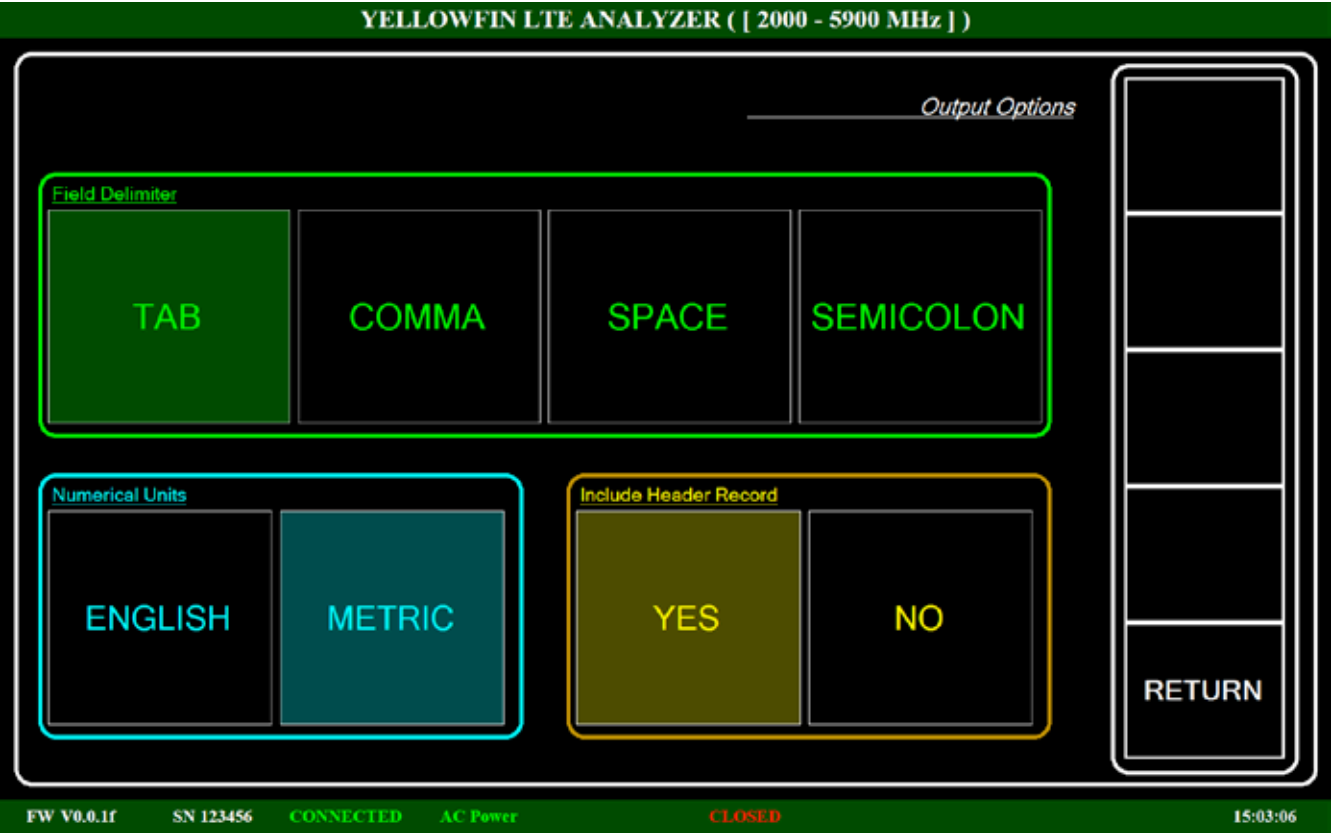 YELLOWFIN LTE ANALYZER ( [ 2000 - 5900 MHz ] )
Output Options
Field Delimiter
TAB COMMA SPACE SEMICOLON
Numerical Units
ENGLISH METRIC
Include Header Record
YES NO
RETURN
FW V0.0.1f SN 123456 CONNECTED AC Power CLOSED 15:03:06